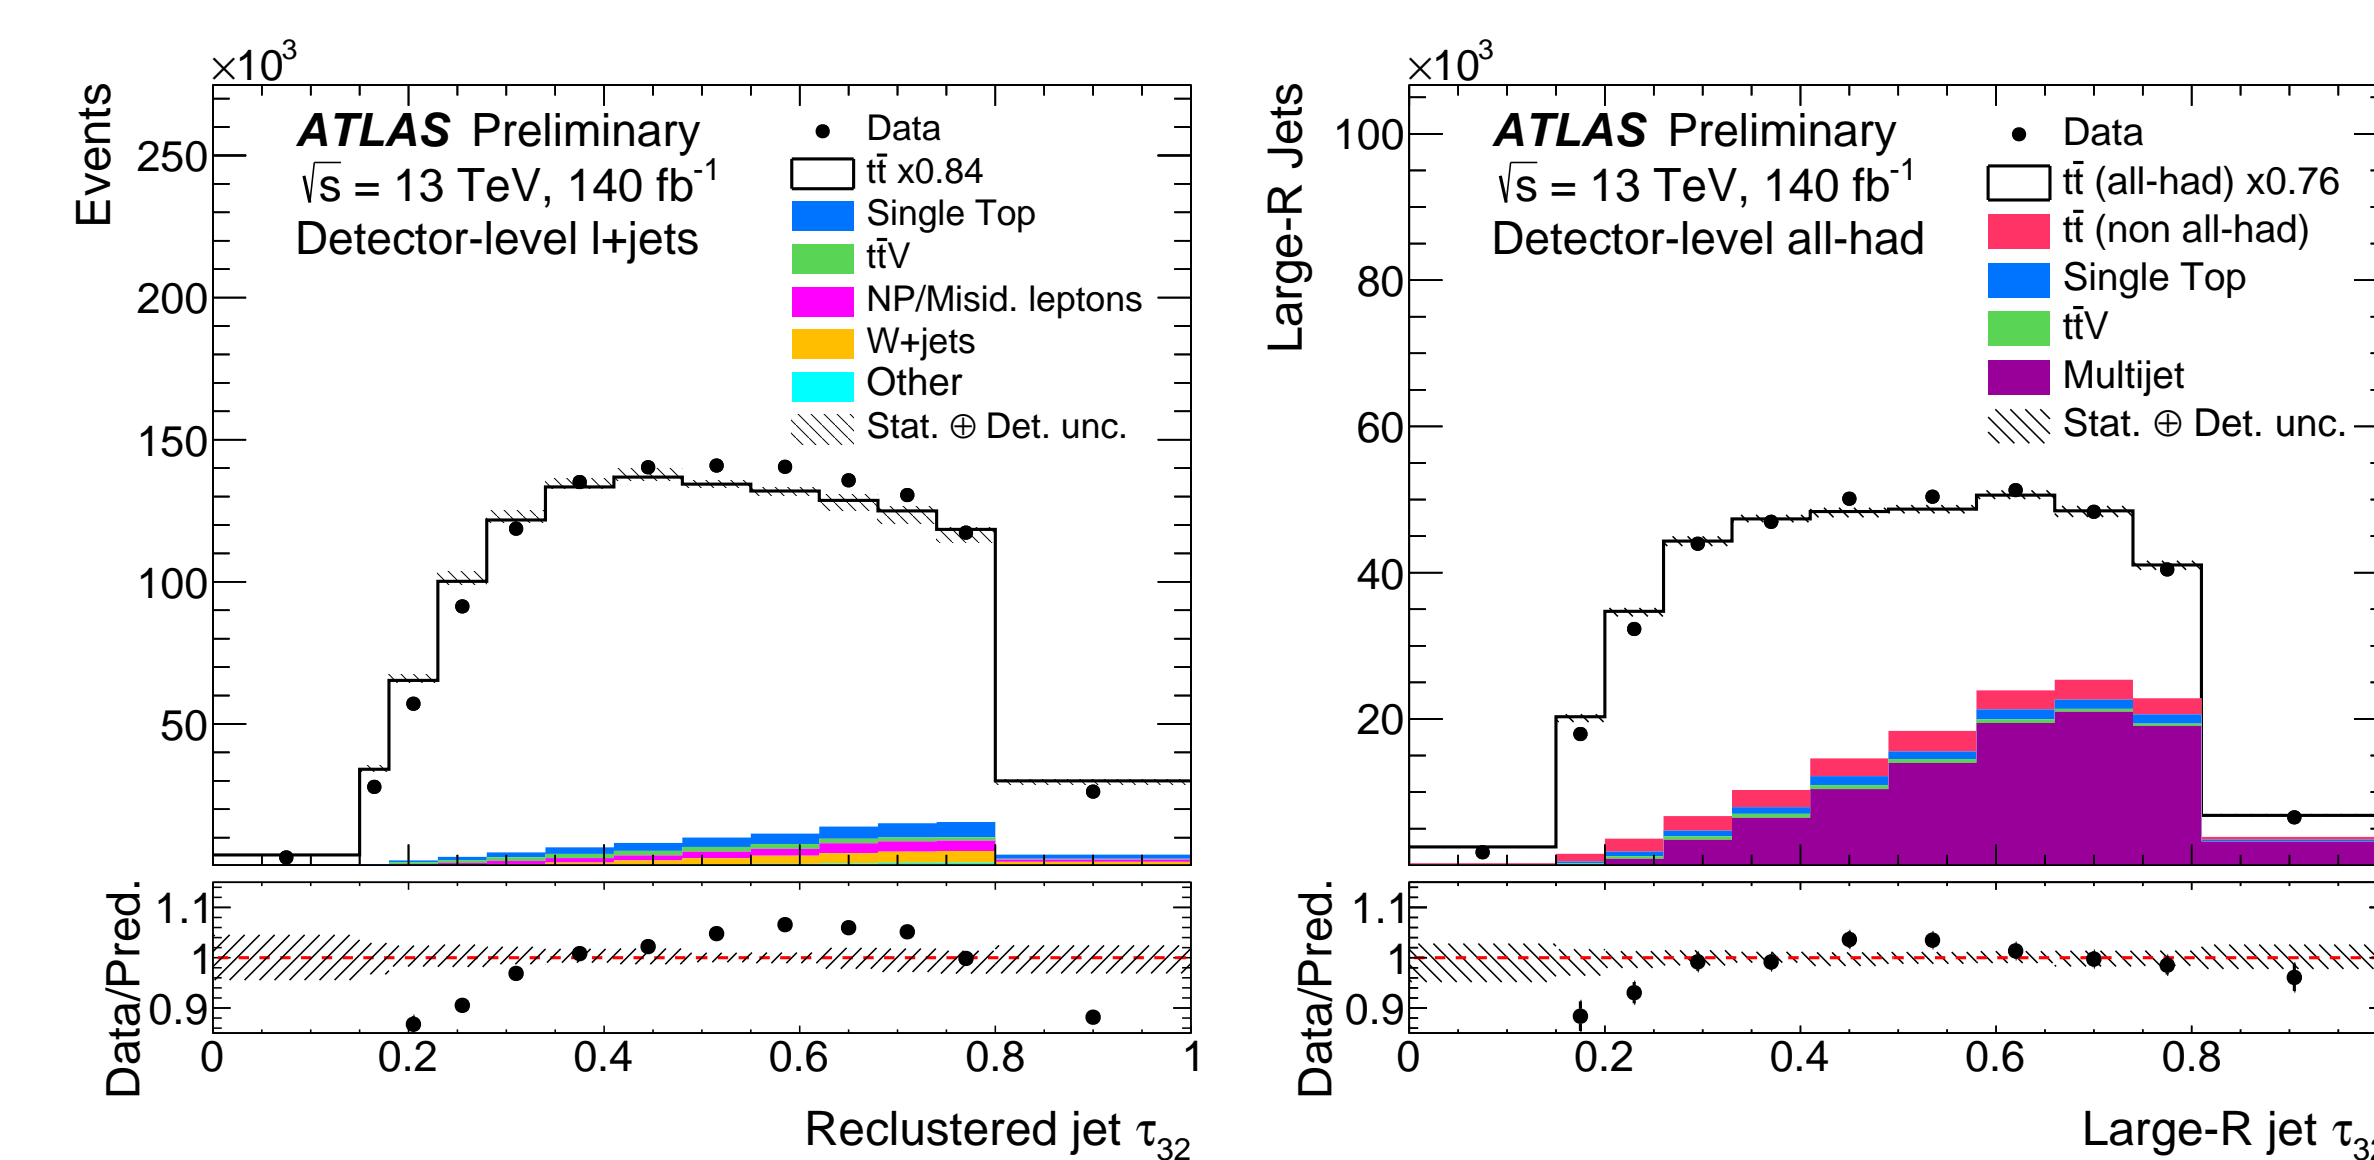 ×10³
Events
250
200
150
100
50
ATLAS Preliminary
√s = 13 TeV, 140 fb⁻¹
Detector-level l+jets
Data
tt̄ x0.84
Single Top
tt̄V
NP/Misid. leptons
W+jets
Other
Stat. ⊕ Det. unc.
Data/Pred.
1.1
1
0.9
0 0.2 0.4 0.6 0.8 1
Reclustered jet τ₃₂
×10³
Large-R Jets
100
80
60
40
20
ATLAS Preliminary
√s = 13 TeV, 140 fb⁻¹
Detector-level all-had
Data
tt̄ (all-had) x0.76
tt̄ (non all-had)
Single Top
tt̄V
Multijet
Stat. ⊕ Det. unc.
Data/Pred.
1.1
1
0.9
0 0.2 0.4 0.6 0.8
Large-R jet τ₃₂